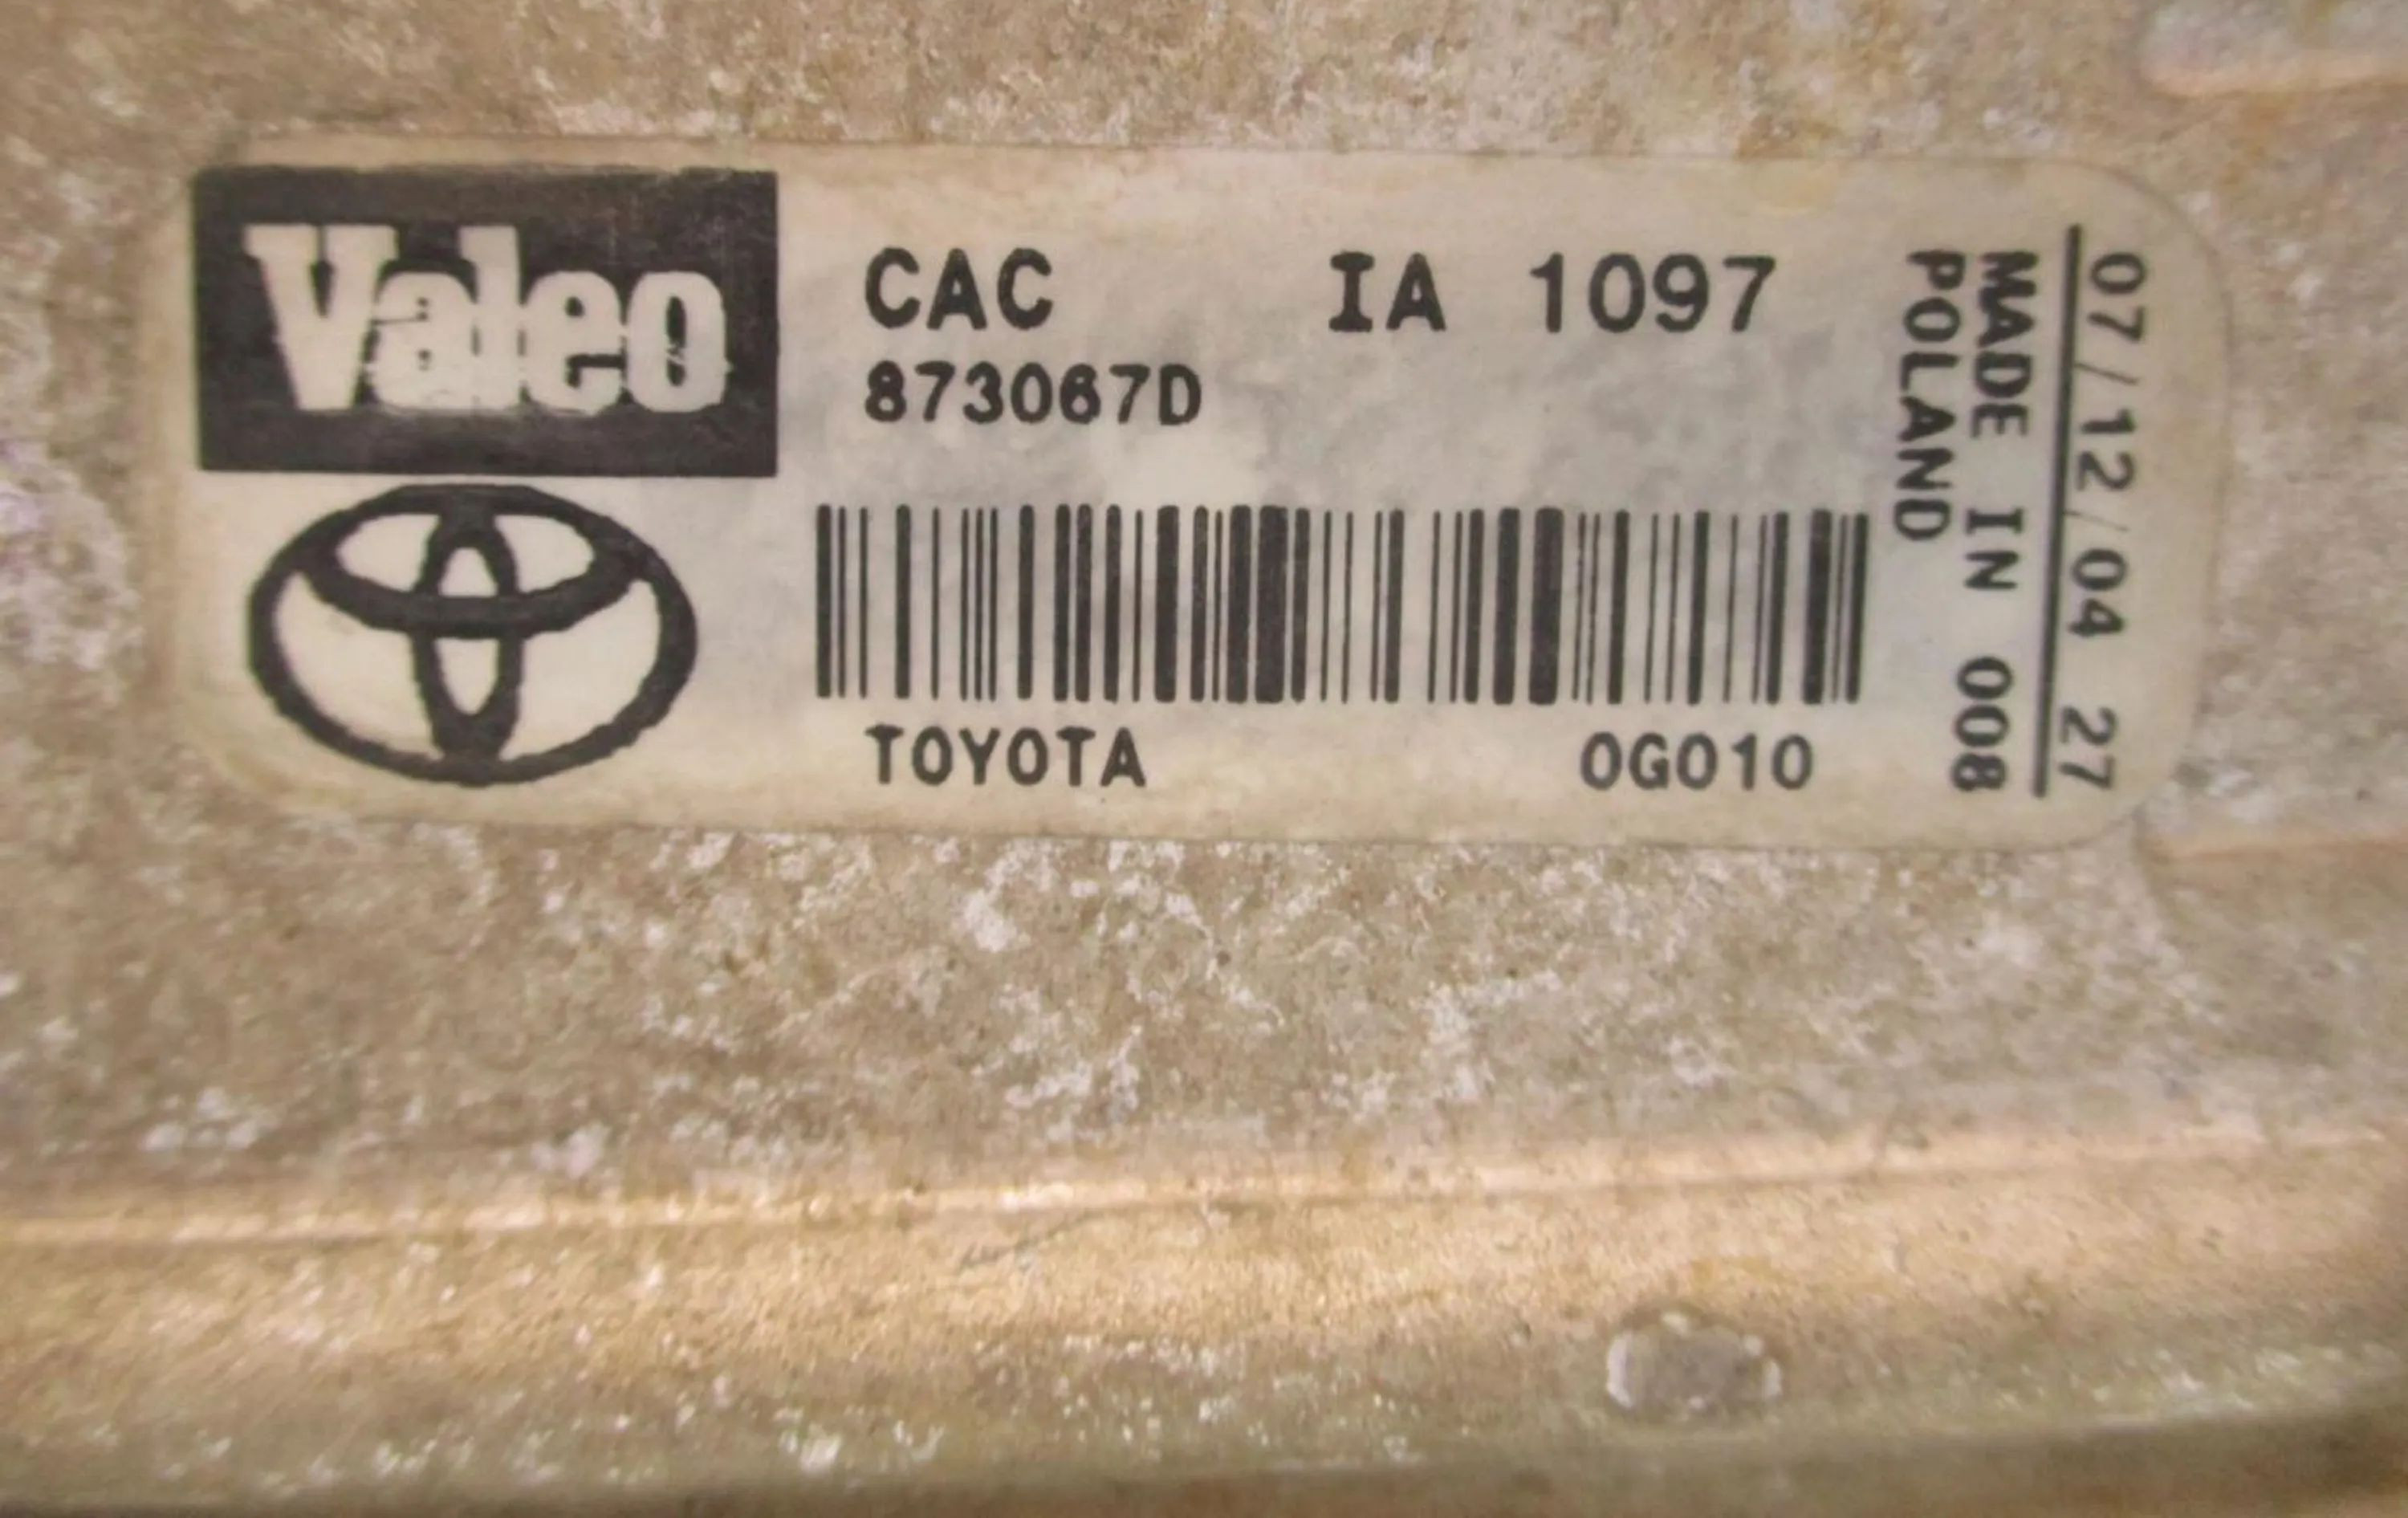 Valeo
CAC IA 1097
873067D
TOYOTA 0G010
07/12/04 27
MADE IN 008
POLAND